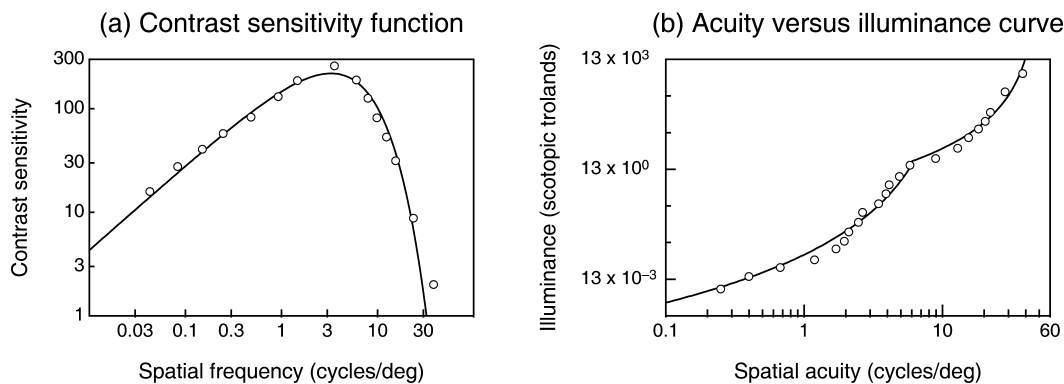 (a) Contrast sensitivity function
Contrast sensitivity
300
100
30
10
3
1
0.03 0.1 0.3 1 3 10 30
Spatial frequency (cycles/deg)
(b) Acuity versus illuminance curve
Illuminance (scotopic trolands)
13 x 10³
13 x 10⁰
13 x 10⁻³
0.1 1 10 60
Spatial acuity (cycles/deg)